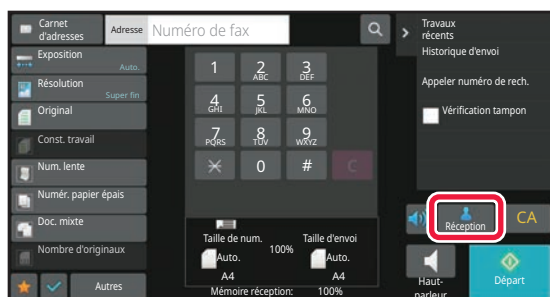 Carnet
d'adresses
Adresse
Numéro de fax
Exposition
Auto.
Résolution
Super fin
Original
Const. travail
Num. lente
Numér. papier
épais
Doc. mixte
Nombre d'originaux
Autres
1
2
ABC
3
DEF
4
GHI
5
JKL
6
MNO
7
PQRS
8
TUV
9
WXYZ
0
#
C
Taille de num.
100%
Taille d'envoi
Auto.
Auto.
A4
A4
Mémoire réception: 100%
Travaux
récents
Historique d'envoi
Appeler numéro de rech.
Vérification tampon
Réception
CA
Haut-
parleur
Départ